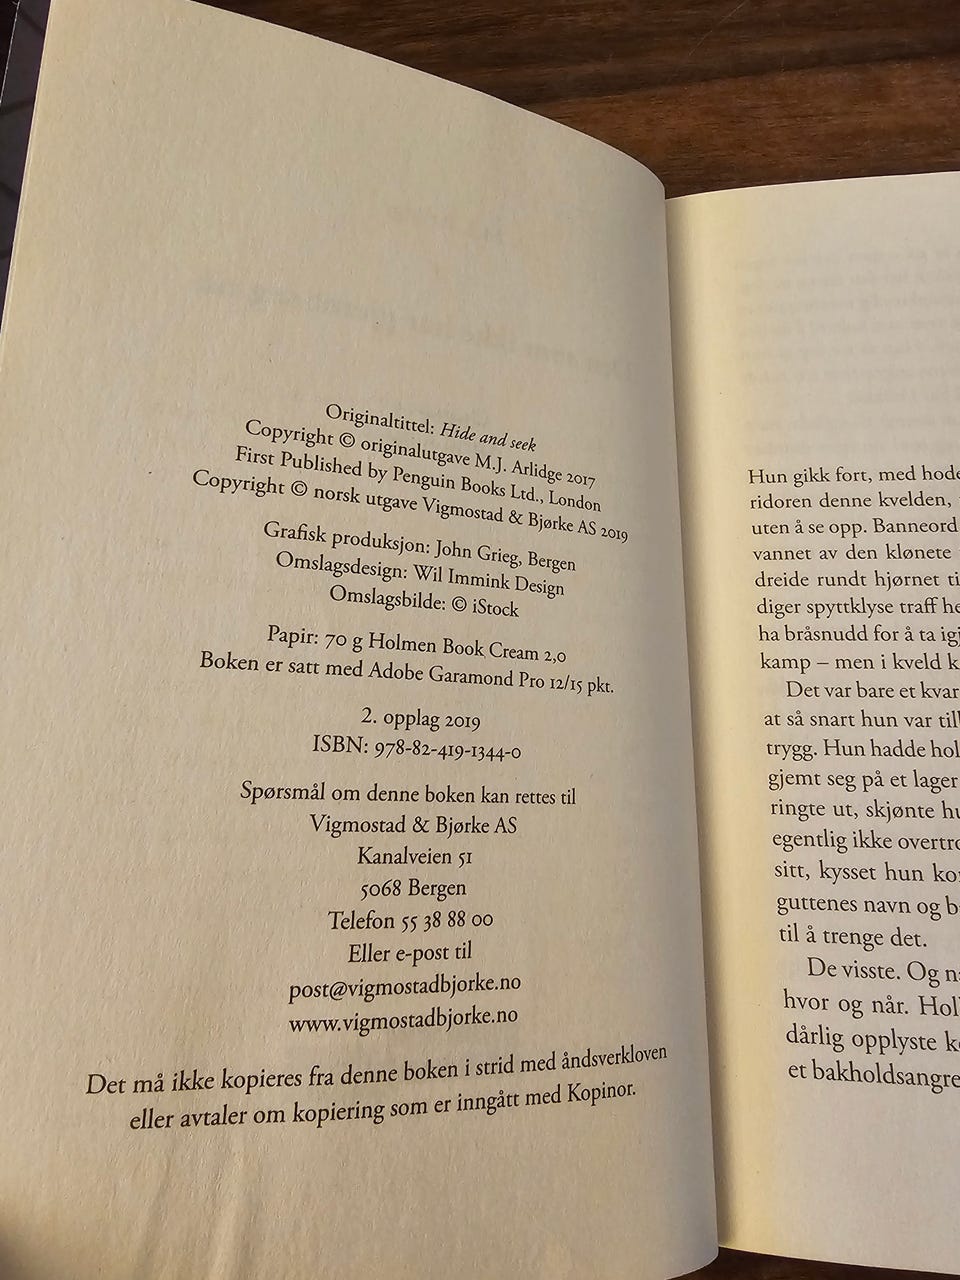 Originaltittel: Hide and seek
Copyright © originalutgave M.J. Arlidge 2017
First Published by Penguin Books Ltd., London
Copyright © norsk utgave Vigmostad & Bjørke AS 2019
Grafisk produksjon: John Grieg, Bergen
Omslagsdesign: Wil Immink Design
Omslagsbilde: © iStock
Papir: 70 g Holmen Book Cream 2,0
Boken er satt med Adobe Garamond Pro 12/15 pkt.
2. opplag 2019
ISBN: 978-82-419-1344-0
Spørsmål om denne boken kan rettes til
Vigmostad & Bjørke AS
Kanalveien 51
5068 Bergen
Telefon 55 38 88 00
Eller e-post til
post@vigmostadbjorke.no
www.vigmostadbjorke.no
Det må ikke kopieres fra denne boken i strid med åndsverkloven
eller avtaler om kopiering som er inngått med Kopinor.
Hun gikk fort, med hode
ridoren denne kvelden,
uten å se opp. Banneord
vannet av den klønete
dreide rundt hjørnet ti
diger spyttklyse traff he
ha bråsnudd for å ta igj
kamp – men i kveld k
Det var bare et kvar
at så snart hun var til
trygg. Hun hadde hol
gjemt seg på et lager
ringte ut, skjønte hu
egentlig ikke overtro
sitt, kysset hun ko
guttenes navn og b
til å trenge det.
De visste. Og n
hvor og når. Hol
dårlig opplyste k
et bakholdsangre